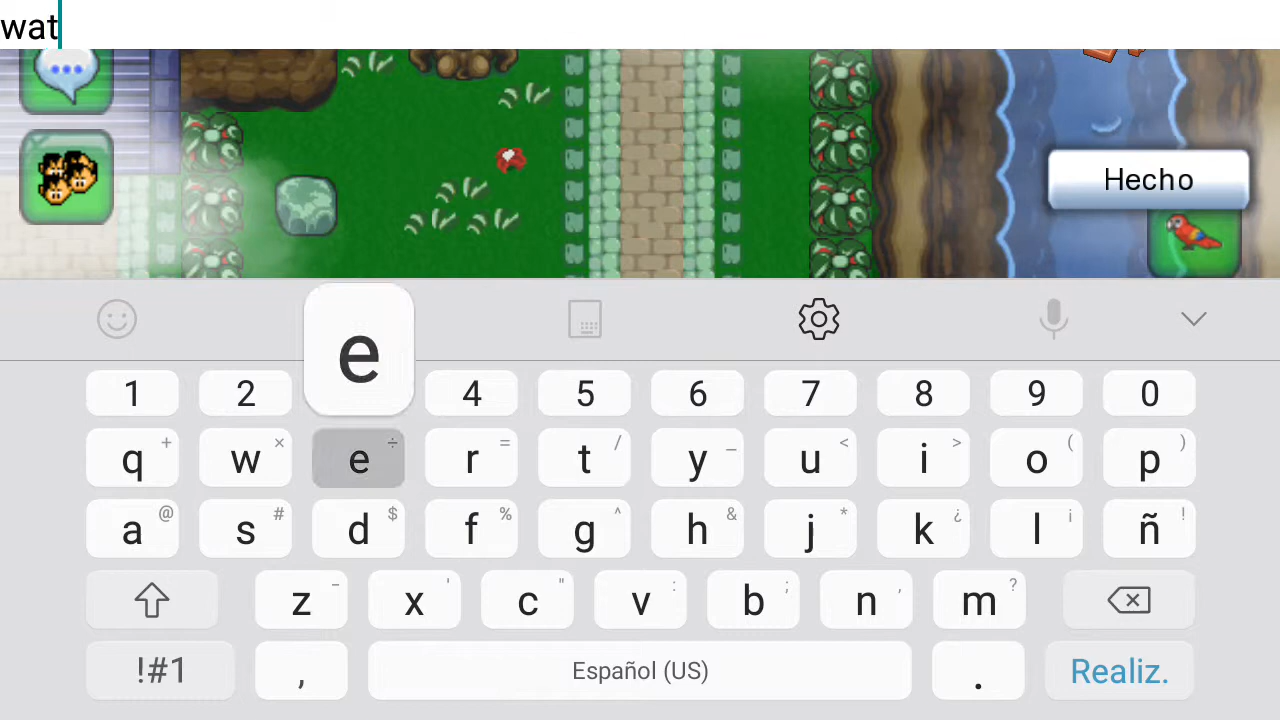 wat
Hecho
e
1 2 4 5 6 7 8 9 0
q + w × e ÷ r = t / y _ u < i > o ( p )
a @ s # d $ f % g ^ h & j * k ¿ l ¡ ñ !
z - x ' c " v : b ; n , m ?
!#1 , Español (US) . Realiz.